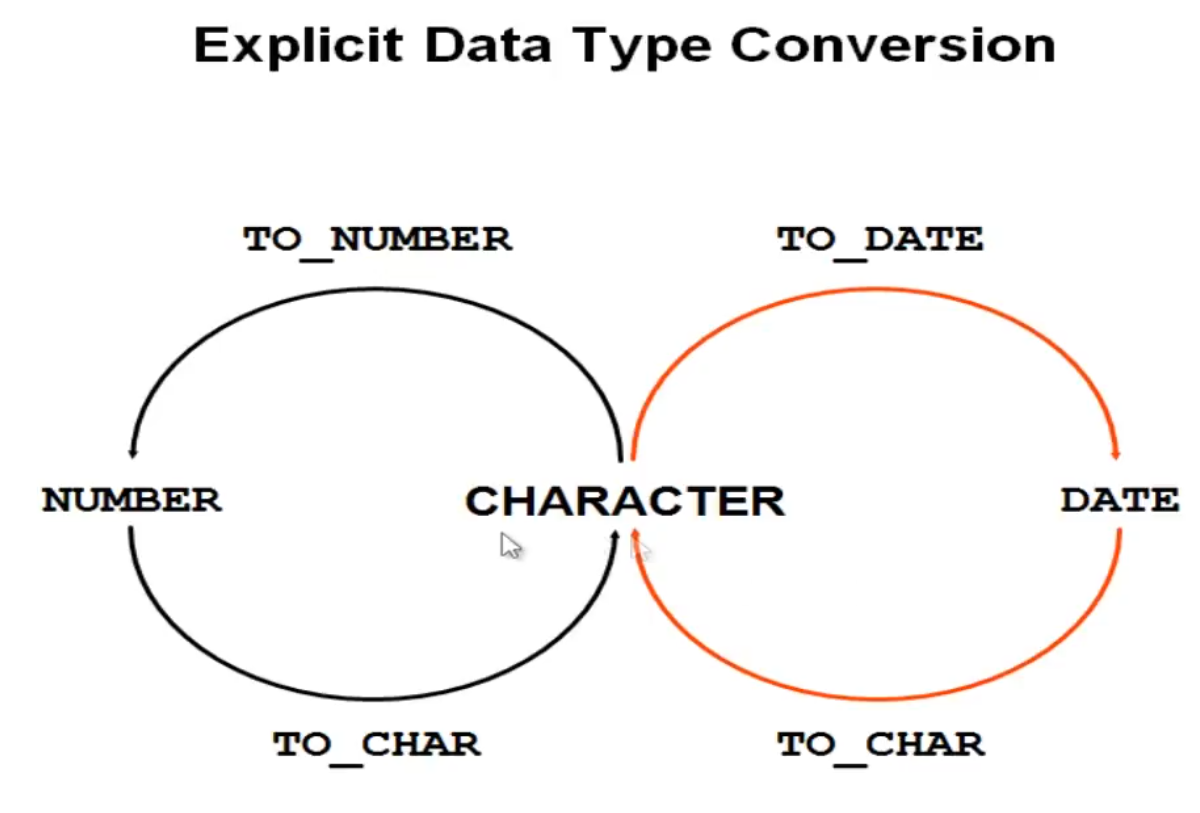 Explicit Data Type Conversion
TO_NUMBER TO_DATE
NUMBER CHARACTER DATE
TO_CHAR TO_CHAR